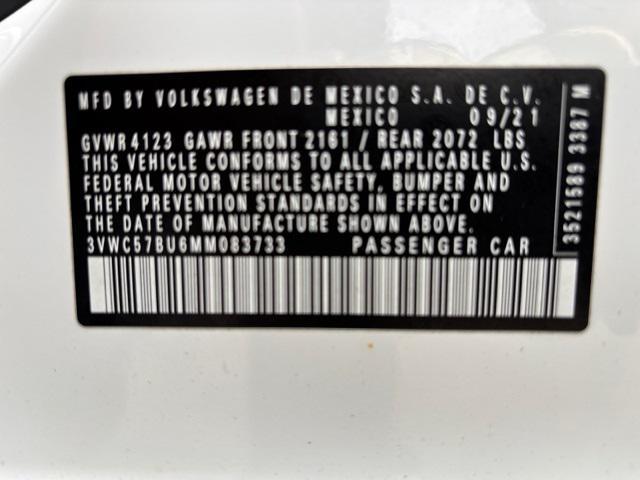 MFD BY VOLKSWAGEN DE MEXICO S.A. DE C.V.
MEXICO 09/21
GVWR 4123 GAWR FRONT 2161 / REAR 2072 LBS
THIS VEHICLE CONFORMS TO ALL APPLICABLE U.S.
FEDERAL MOTOR VEHICLE SAFETY, BUMPER AND
THEFT PREVENTION STANDARDS IN EFFECT ON
THE DATE OF MANUFACTURE SHOWN ABOVE.
3VWC57BU6MM083733 PASSENGER CAR
3521589 3387 M